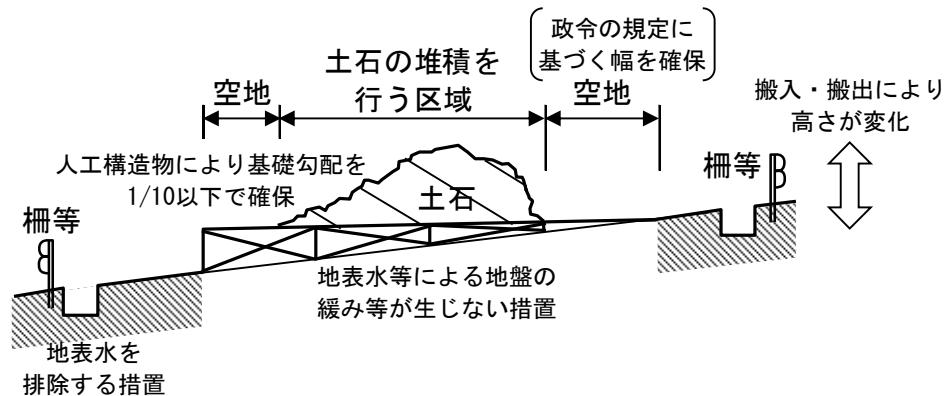 政令の規定に
基づく幅を確保
土石の堆積を
行う区域
空地
空地
搬入・搬出により
高さが変化
人工構造物により基礎勾配を
1/10以下で確保
土石
柵等
柵等
地表水等による地盤の
緩み等が生じない措置
地表水を
排除する措置